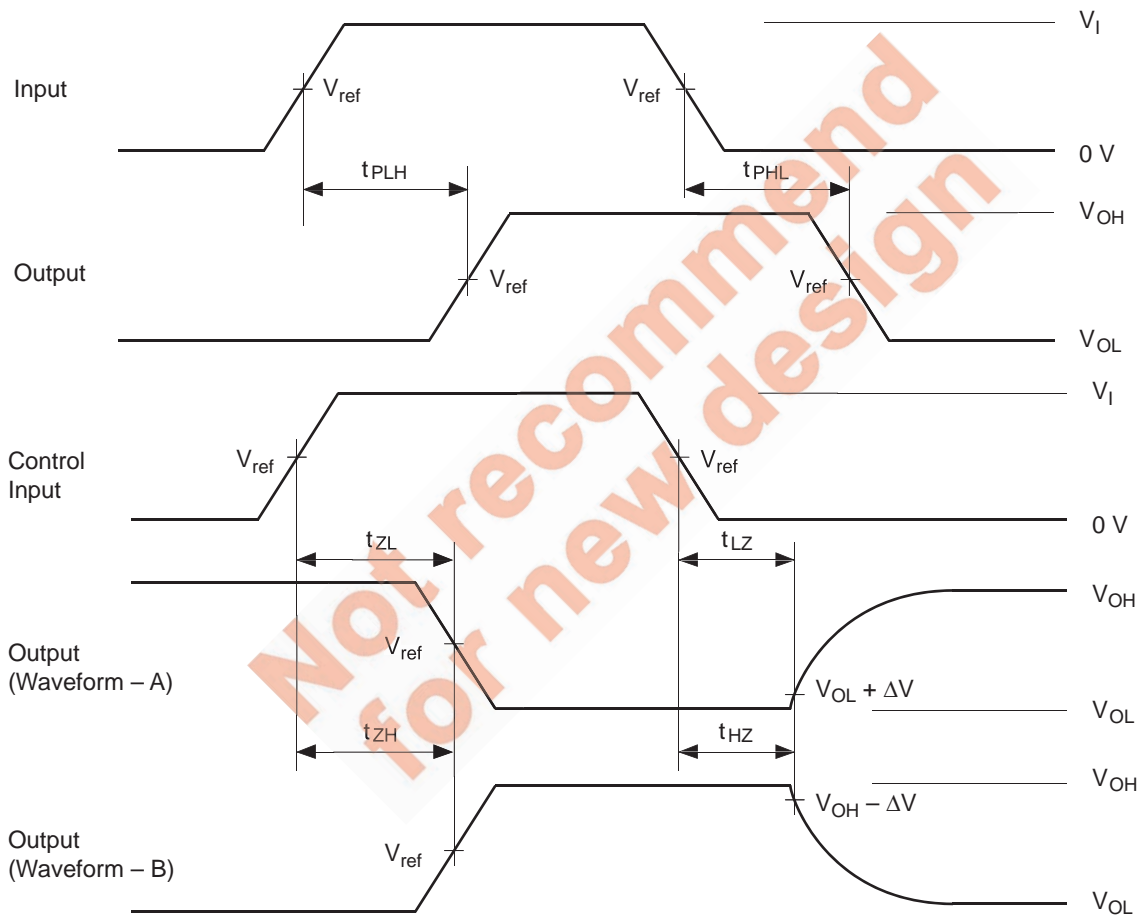 V_I
Input
V_ref
V_ref
0 V
t_PLH
t_PHL
V_OH
Output
V_ref
V_ref
V_OL
V_I
Control
Input
V_ref
V_ref
0 V
t_ZL
t_LZ
V_OH
Output
(Waveform – A)
V_ref
V_OL + ΔV
V_OL
t_ZH
t_HZ
V_OH
V_OH – ΔV
Output
(Waveform – B)
V_ref
V_OL
Not recommend
for new design